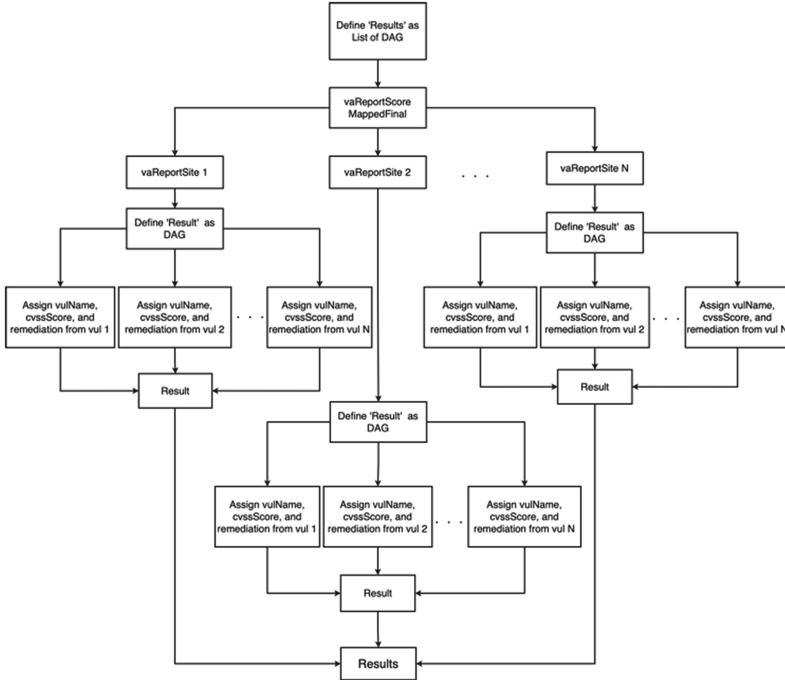 Define 'Results' as
List of DAG
vaReportScore
MappedFinal
vaReportSite 1
vaReportSite 2
. . .
vaReportSite N
Define 'Result' as
DAG
Define 'Result' as
DAG
Assign vulName,
cvssScore, and
remediation from vul 1
Assign vulName,
cvssScore, and
remediation from vul 2
. . .
Assign vulName,
cvssScore, and
remediation from vul N
Assign vulName,
cvssScore, and
remediation from vul 1
Assign vulName,
cvssScore, and
remediation from vul 2
. . .
Assign vulName,
cvssScore, and
remediation from vul N
Result
Result
Define 'Result' as
DAG
Assign vulName,
cvssScore, and
remediation from vul 1
Assign vulName,
cvssScore, and
remediation from vul 2
. . .
Assign vulName,
cvssScore, and
remediation from vul N
Result
Results